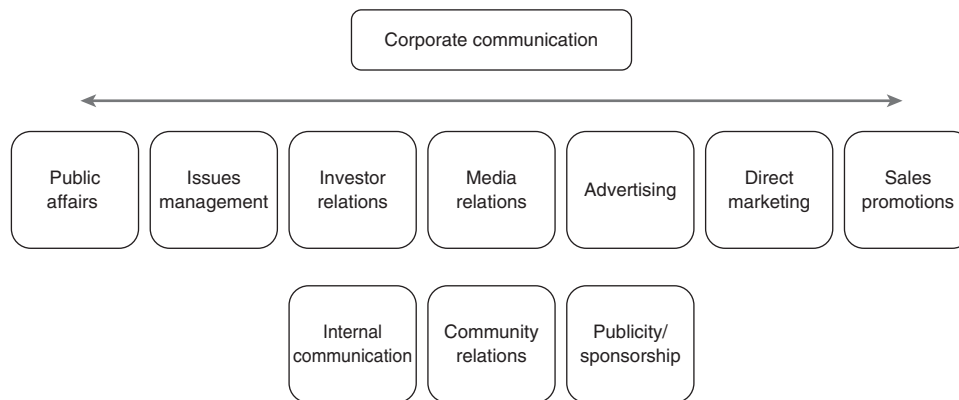 Corporate communication
Public
affairs
Issues
management
Investor
relations
Media
relations
Advertising
Direct
marketing
Sales
promotions
Internal
communication
Community
relations
Publicity/
sponsorship